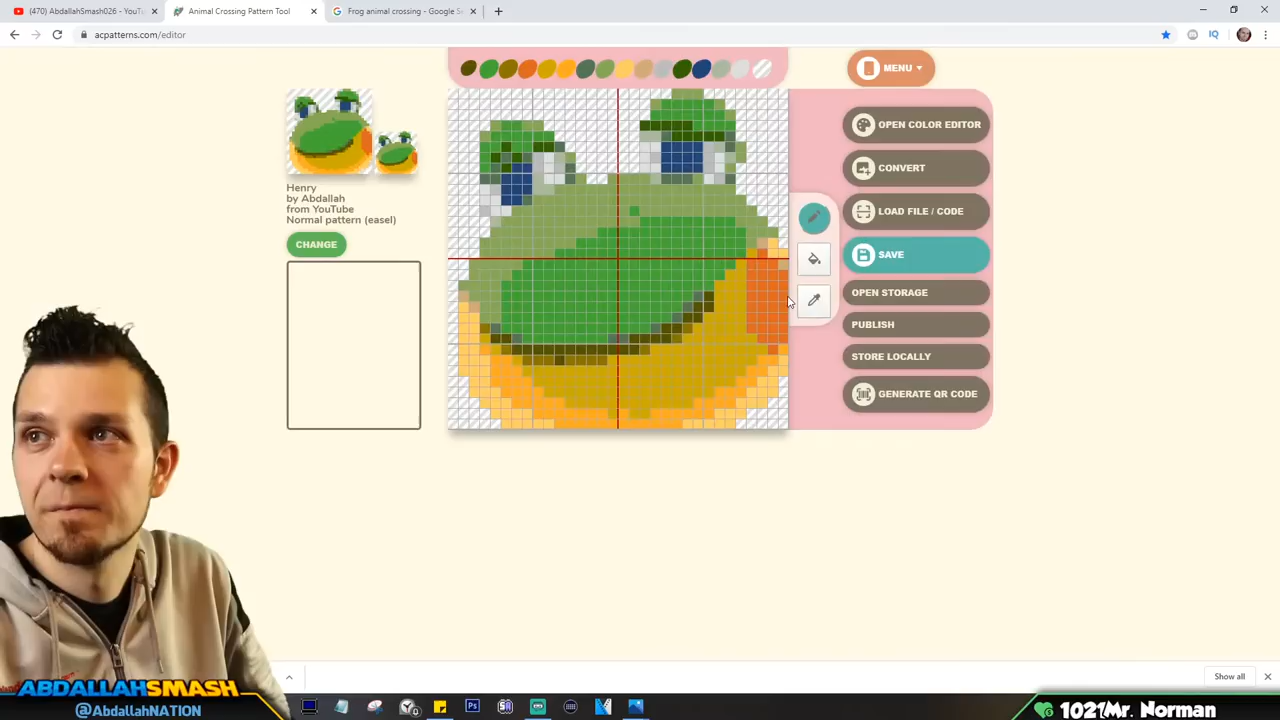 (470) AbdallahSmash026 - YouTu
Animal Crossing Pattern Tool
Frog animal crossing - Google S
acpatterns.com/editor
MENU
Henry
by Abdallah
from YouTube
Normal pattern (easel)
CHANGE
OPEN COLOR EDITOR
CONVERT
LOAD FILE / CODE
SAVE
OPEN STORAGE
PUBLISH
STORE LOCALLY
GENERATE QR CODE
Show all
ABDALLAHSMASH
@AbdallahNATION
1021 Mr. Norman